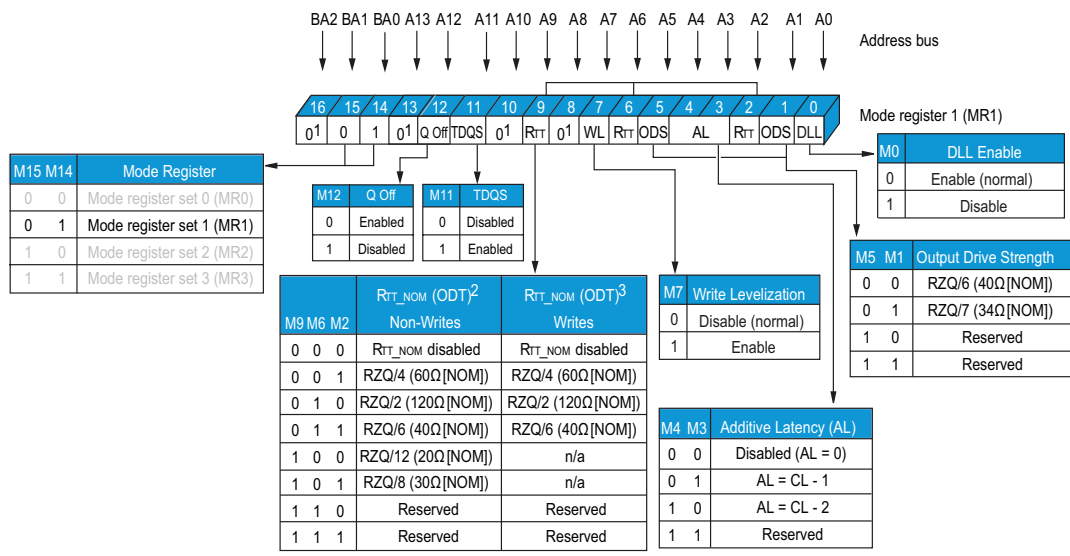 BA2 BA1 BA0 A13 A12 A11 A10 A9 A8 A7 A6 A5 A4 A3 A2 A1 A0
Address bus
16 15 14 13 12 11 10 9 8 7 6 5 4 3 2 1 0
Mode register 1 (MR1)
0¹ 0 1 0¹ Q Off TDQS 0¹ RTT 0¹ WL RTT ODS AL RTT ODS DLL
M15 M14 Mode Register
0 0 Mode register set 0 (MR0)
0 1 Mode register set 1 (MR1)
1 0 Mode register set 2 (MR2)
1 1 Mode register set 3 (MR3)
M12 Q Off
0 Enabled
1 Disabled
M11 TDQS
0 Disabled
1 Enabled
M0 DLL Enable
0 Enable (normal)
1 Disable
M5 M1 Output Drive Strength
0 0 RZQ/6 (40Ω[NOM])
0 1 RZQ/7 (34Ω[NOM])
1 0 Reserved
1 1 Reserved
M9 M6 M2 RTT_NOM (ODT)² Non-Writes RTT_NOM (ODT)³ Writes
0 0 0 RTT_NOM disabled RTT_NOM disabled
0 0 1 RZQ/4 (60Ω[NOM]) RZQ/4 (60Ω[NOM])
0 1 0 RZQ/2 (120Ω[NOM]) RZQ/2 (120Ω[NOM])
0 1 1 RZQ/6 (40Ω[NOM]) RZQ/6 (40Ω[NOM])
1 0 0 RZQ/12 (20Ω[NOM]) n/a
1 0 1 RZQ/8 (30Ω[NOM]) n/a
1 1 0 Reserved Reserved
1 1 1 Reserved Reserved
M7 Write Levelization
0 Disable (normal)
1 Enable
M4 M3 Additive Latency (AL)
0 0 Disabled (AL = 0)
0 1 AL = CL - 1
1 0 AL = CL - 2
1 1 Reserved